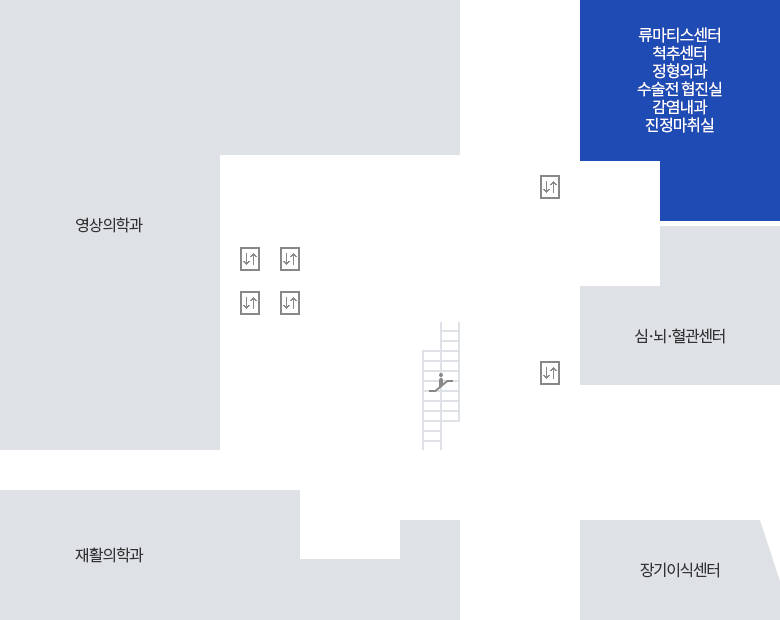 류마티스센터
척추센터
정형외과
수술전 협진실
감염내과
진정마취실
영상의학과
심·뇌·혈관센터
재활의학과
장기이식센터